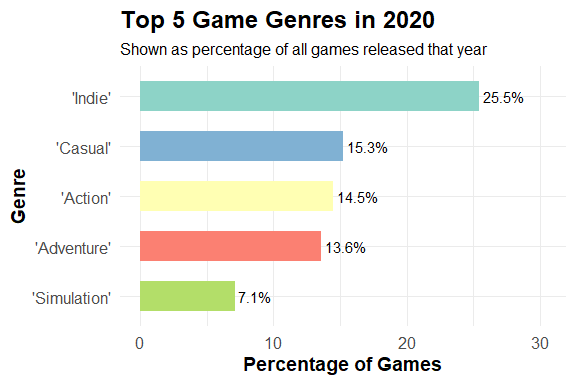 Top 5 Game Genres in 2020
Shown as percentage of all games released that year
Genre
'Indie' 25.5%
'Casual' 15.3%
'Action' 14.5%
'Adventure' 13.6%
'Simulation' 7.1%
0 10 20 30
Percentage of Games